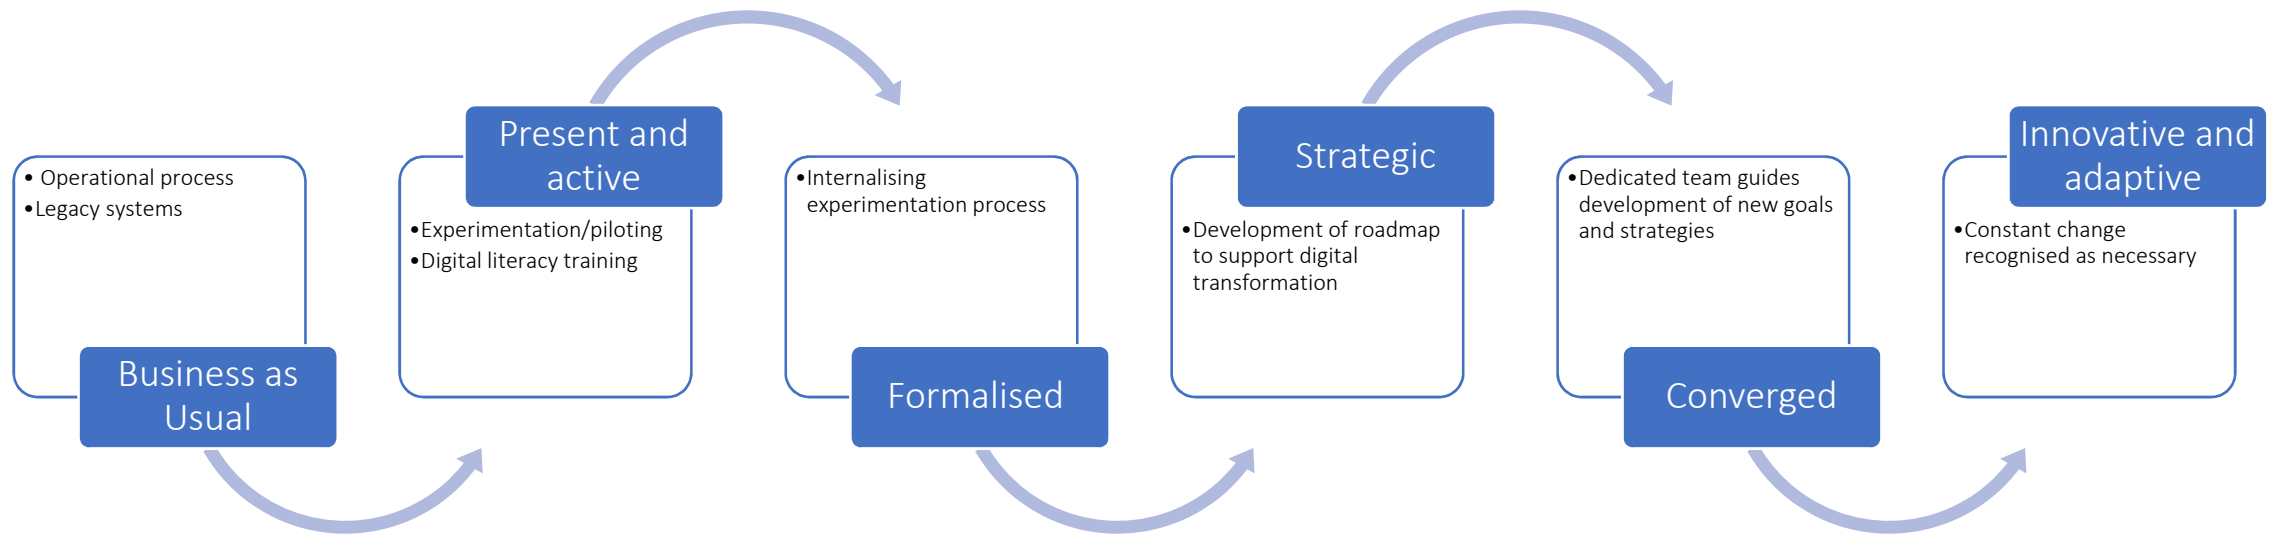 • Operational process
•Legacy systems
Business as
Usual
Present and
active
•Experimentation/piloting
•Digital literacy training
•Internalising
experimentation process
Formalised
Strategic
•Development of roadmap
to support digital
transformation
•Dedicated team guides
development of new goals
and strategies
Converged
Innovative and
adaptive
•Constant change
recognised as necessary